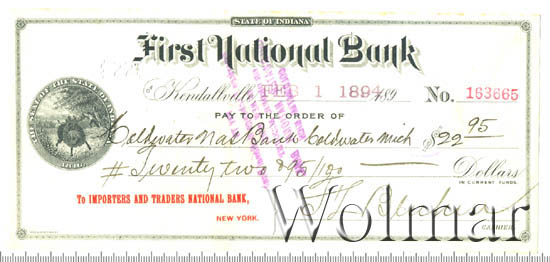 STATE OF INDIANA
First National Bank
Kendallville, FEB 1 1894 189 No. 163665
PAY TO THE ORDER OF
Coldwater Nat Bank Coldwater Mich $22 95
# Twenty two & 95/100 Dollars
IN CURRENT FUNDS.
To IMPORTERS AND TRADERS NATIONAL BANK,
NEW YORK.
CASHIER
Wolmar